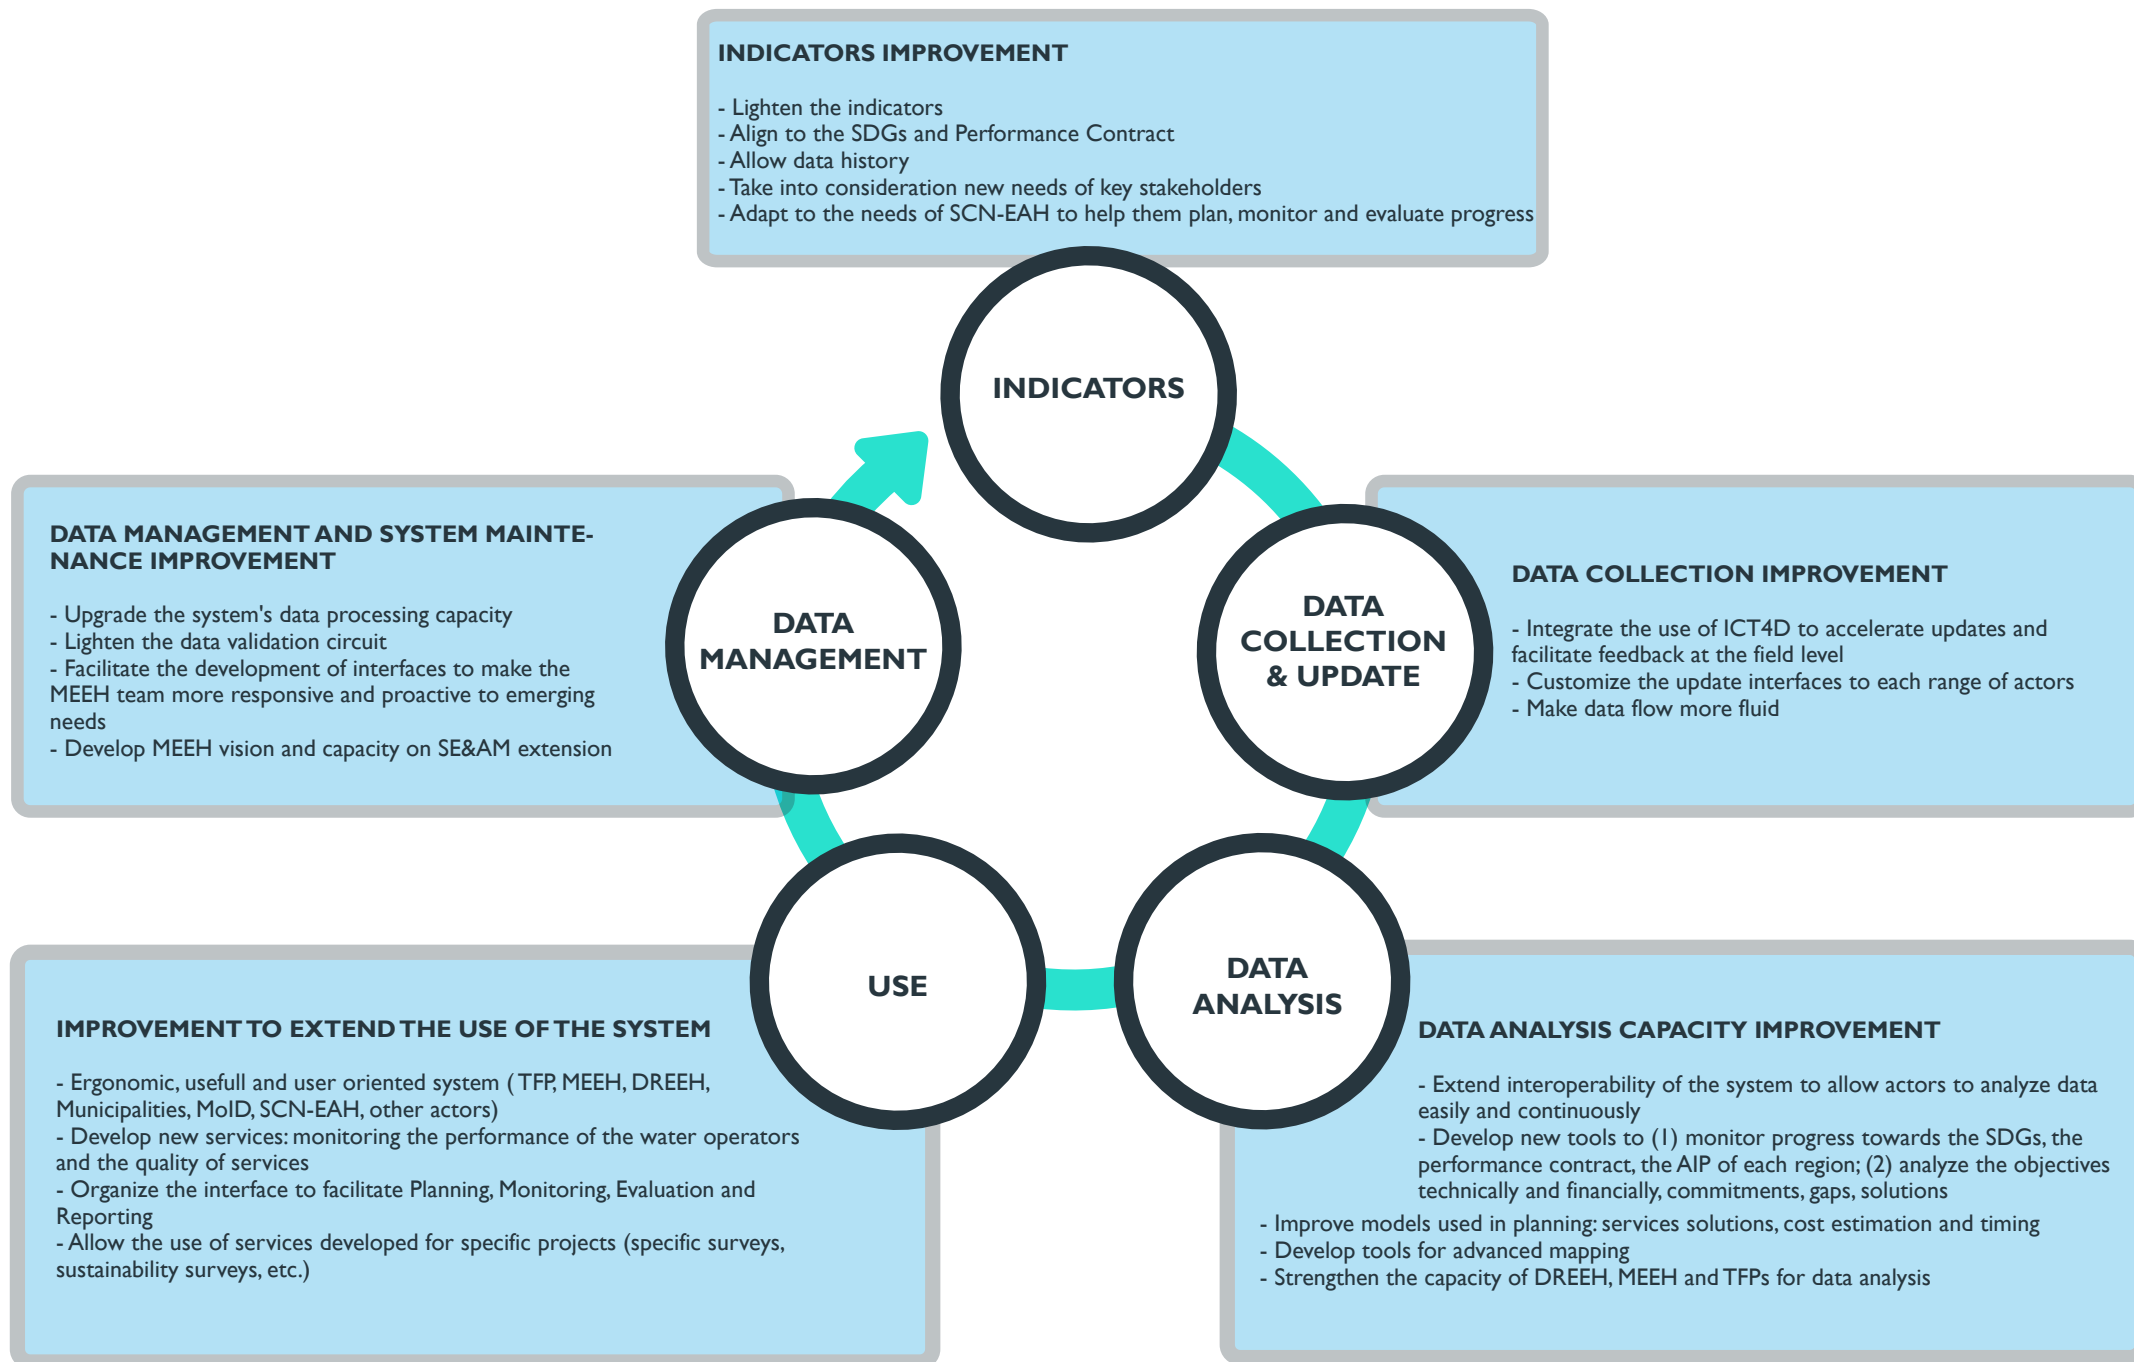 INDICATORS IMPROVEMENT
- Lighten the indicators
- Align to the SDGs and Performance Contract
- Allow data history
- Take into consideration new needs of key stakeholders
- Adapt to the needs of SCN-EAH to help them plan, monitor and evaluate progress
INDICATORS
DATA MANAGEMENT AND SYSTEM MAINTE-
NANCE IMPROVEMENT
- Upgrade the system's data processing capacity
- Lighten the data validation circuit
- Facilitate the development of interfaces to make the
MEEH team more responsive and proactive to emerging
needs
- Develop MEEH vision and capacity on SE&AM extension
DATA
MANAGEMENT
DATA
COLLECTION
& UPDATE
DATA COLLECTION IMPROVEMENT
- Integrate the use of ICT4D to accelerate updates and
facilitate feedback at the field level
- Customize the update interfaces to each range of actors
- Make data flow more fluid
IMPROVEMENT TO EXTEND THE USE OF THE SYSTEM
- Ergonomic, usefull and user oriented system ( TFP, MEEH, DREEH,
Municipalities, MoID, SCN-EAH, other actors)
- Develop new services: monitoring the performance of the water operators
and the quality of services
- Organize the interface to facilitate Planning, Monitoring, Evaluation and
Reporting
- Allow the use of services developed for specific projects (specific surveys,
sustainability surveys, etc.)
USE
DATA
ANALYSIS
DATA ANALYSIS CAPACITY IMPROVEMENT
- Extend interoperability of the system to allow actors to analyze data
easily and continuously
- Develop new tools to (1) monitor progress towards the SDGs, the
performance contract, the AIP of each region; (2) analyze the objectives
technically and financially, commitments, gaps, solutions
- Improve models used in planning: services solutions, cost estimation and timing
- Develop tools for advanced mapping
- Strengthen the capacity of DREEH, MEEH and TFPs for data analysis